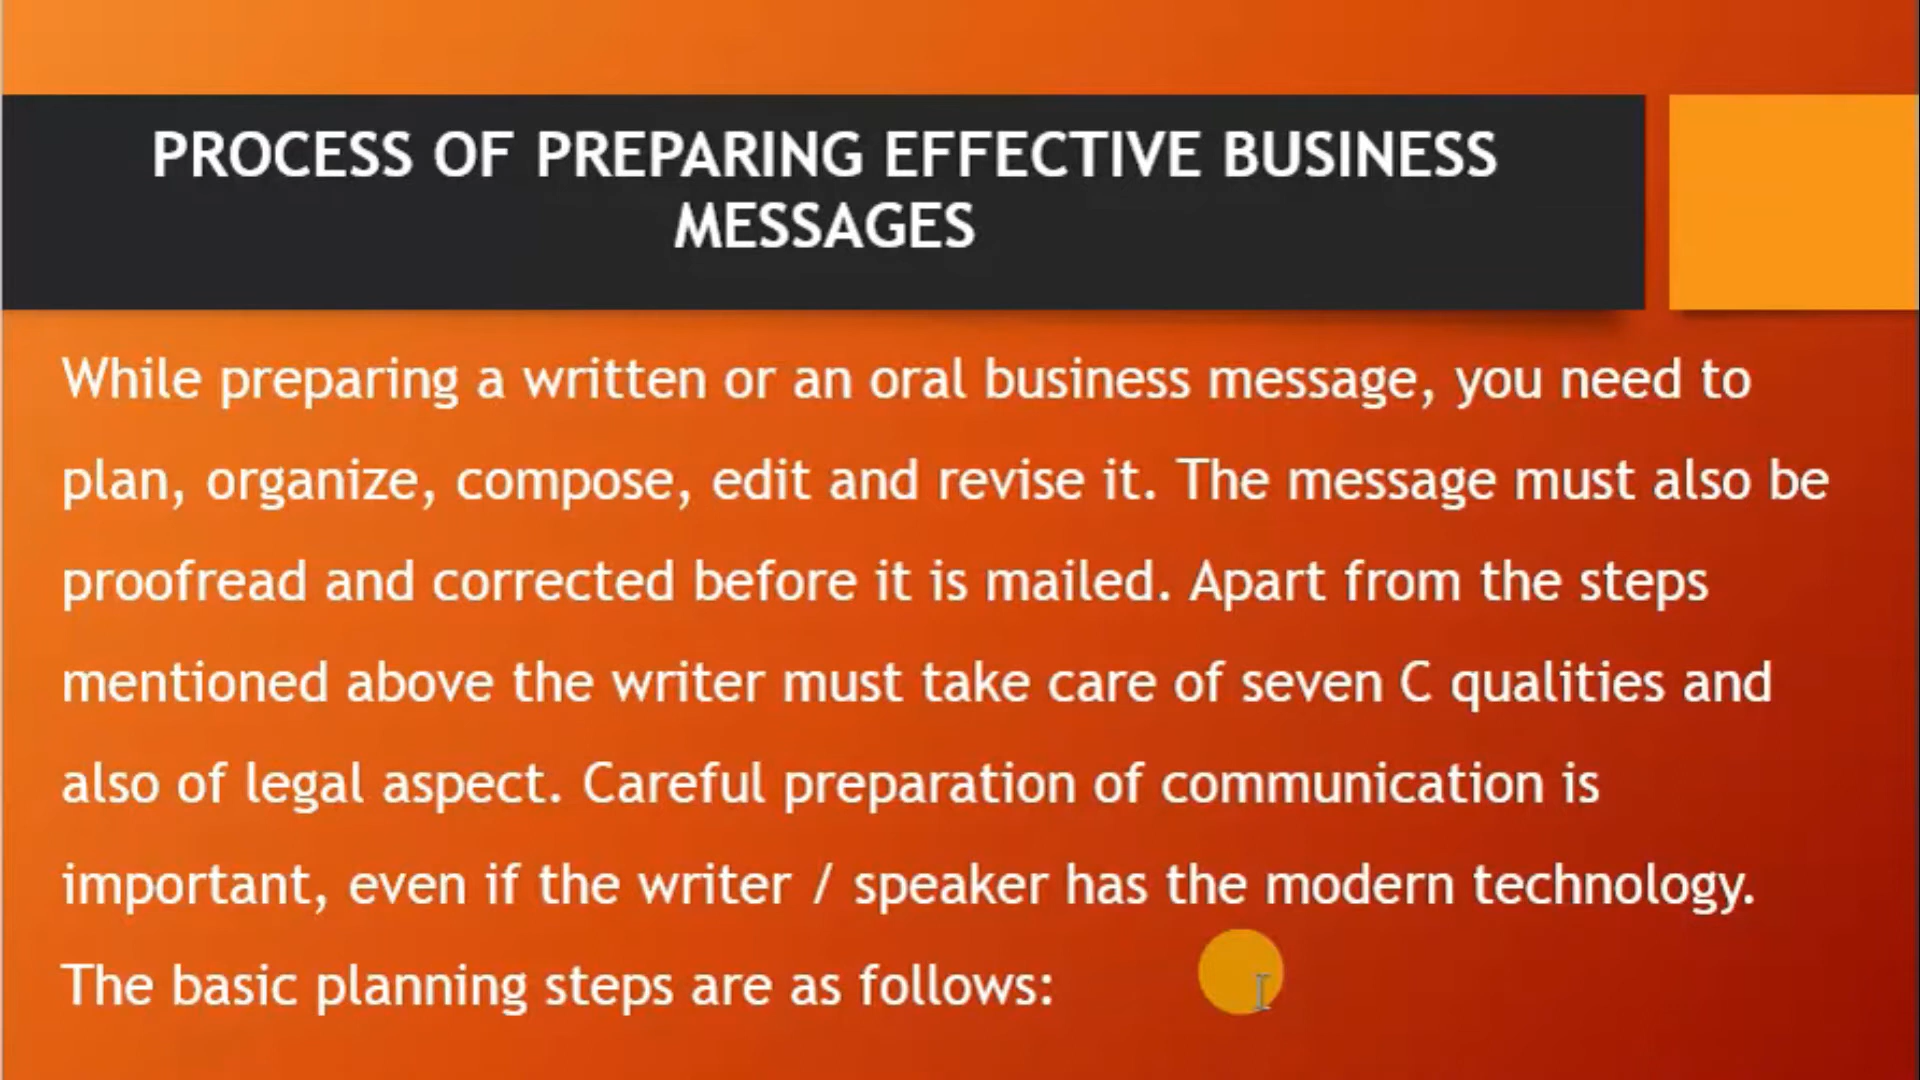 PROCESS OF PREPARING EFFECTIVE BUSINESS
MESSAGES
While preparing a written or an oral business message, you need to
plan, organize, compose, edit and revise it. The message must also be
proofread and corrected before it is mailed. Apart from the steps
mentioned above the writer must take care of seven C qualities and
also of legal aspect. Careful preparation of communication is
important, even if the writer / speaker has the modern technology.
The basic planning steps are as follows: